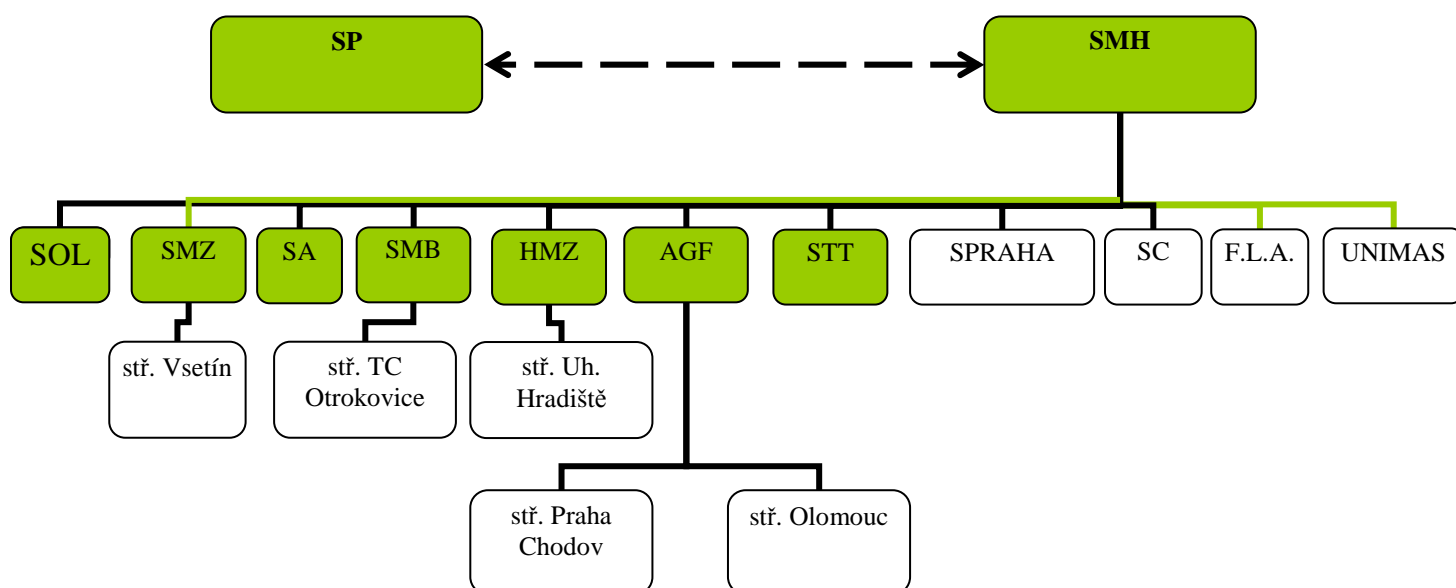 SP
SMH
SOL
SMZ
SA
SMB
HMZ
AGF
STT
SPRAHA
SC
F.L.A.
UNIMAS
stř. Vsetín
stř. TC
Otrokovice
stř. Uh.
Hradiště
stř. Praha
Chodov
stř. Olomouc